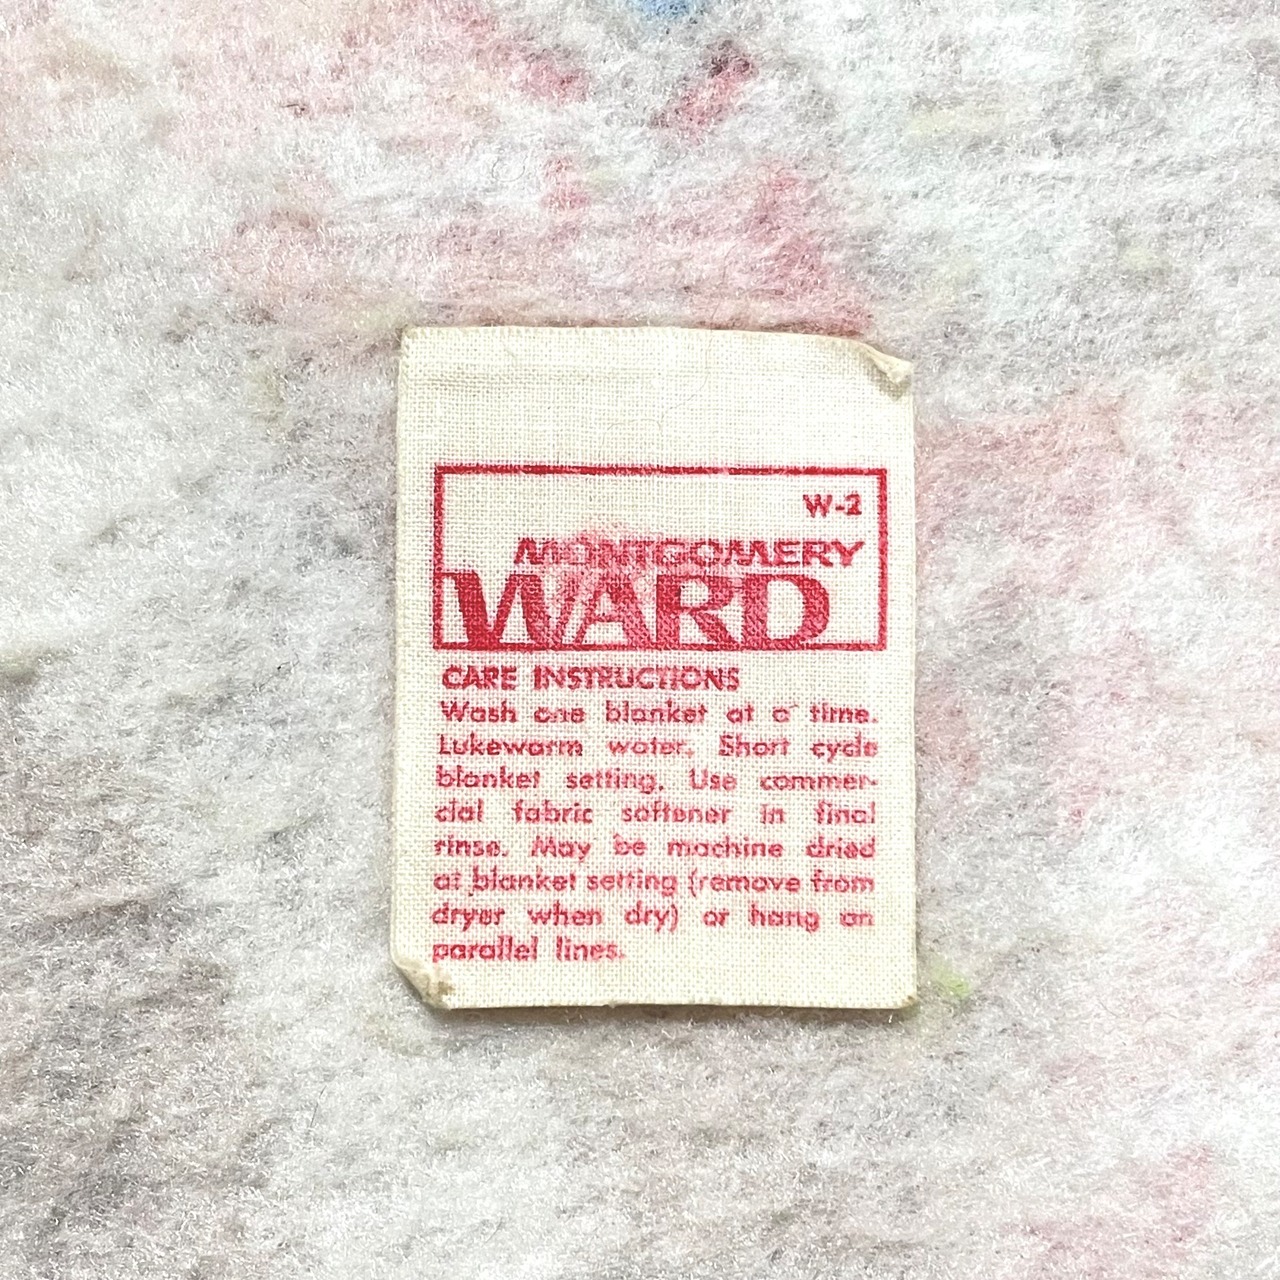 W-2
MONTGOMERY
WARD
CARE INSTRUCTIONS
Wash one blanket at a time.
Lukewarm water. Short cycle
blanket setting. Use commer-
cial fabric softener in final
rinse. May be machine dried
at blanket setting (remove from
dryer when dry) or hang on
parallel lines.